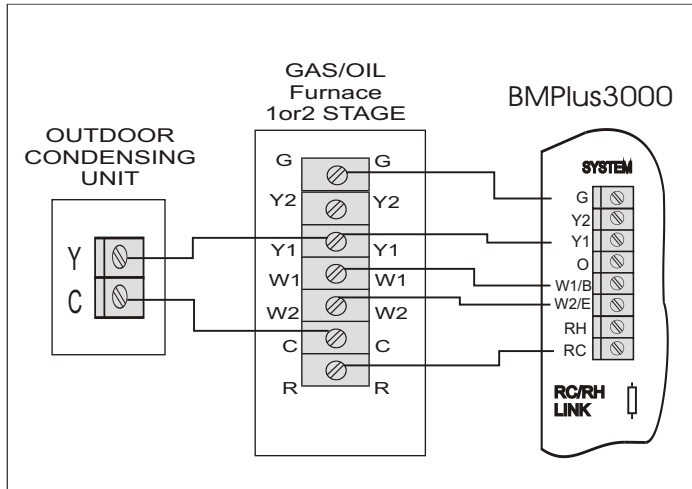 GAS/OIL
Furnace
1or2 STAGE
BMPlus3000
OUTDOOR
CONDENSING
UNIT
SYSTEM
Y
C
G G
Y2 Y2
Y1 Y1
W1 W1
W2 W2
C C
R R
G
Y2
Y1
O
W1/B
W2/E
RH
RC
RC/RH
LINK